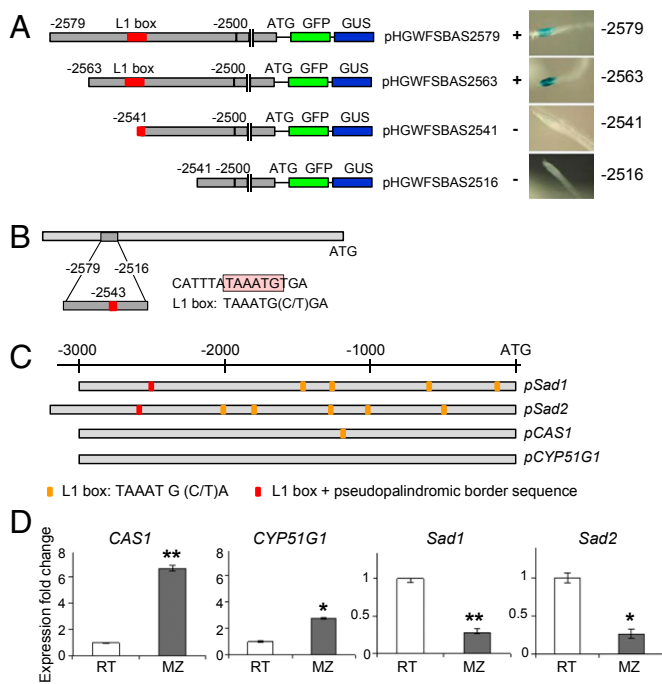 A
-2579 L1 box -2500 ATG GFP GUS pHGWFSBAS2579 + -2579
-2563 L1 box -2500 ATG GFP GUS pHGWFSBAS2563 + -2563
-2541 -2500 ATG GFP GUS pHGWFSBAS2541 - -2541
-2541 -2500 ATG GFP GUS pHGWFSBAS2516 - -2516
B
ATG
-2579 -2516
-2543
CATTTATAAATGTGA
L1 box: TAAATG(C/T)GA
C
-3000 -2000 -1000 ATG
pSad1
pSad2
pCAS1
pCYP51G1
L1 box: TAAAT G (C/T)A L1 box + pseudopalindromic border sequence
D
CAS1 CYP51G1 Sad1 Sad2
Expression fold change
8 6 4 2 0 ** RT MZ
8 6 4 2 0 * RT MZ
1 0.5 0 ** RT MZ
1 0.5 0 * RT MZ